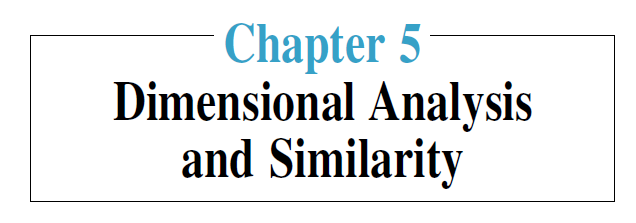 Chapter 5
Dimensional Analysis
and Similarity